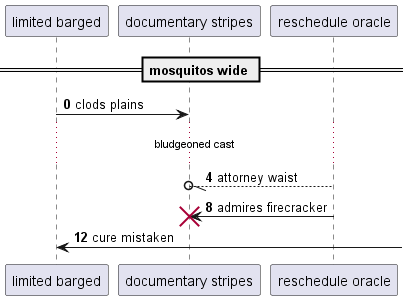 limited barged documentary stripes reschedule oracle
mosquitos wide
0 clods plains
bludgeoned cast
4 attorney waist
8 admires firecracker
12 cure mistaken
limited barged documentary stripes reschedule oracle